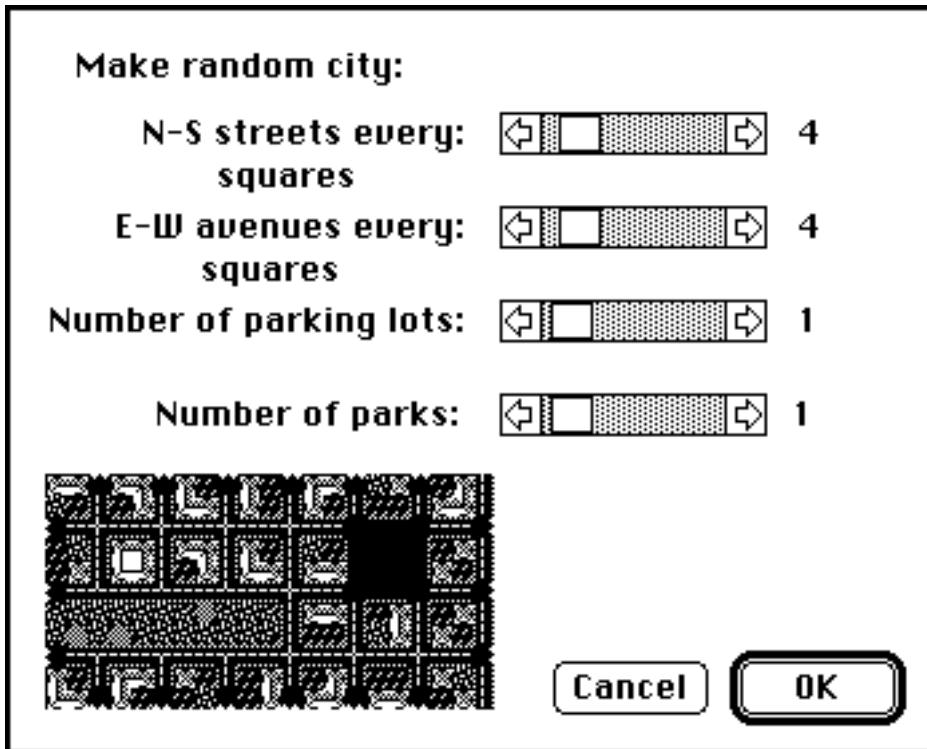 Make random city:
N-S streets every: 4
squares
E-W avenues every: 4
squares
Number of parking lots: 1
Number of parks: 1
Cancel OK